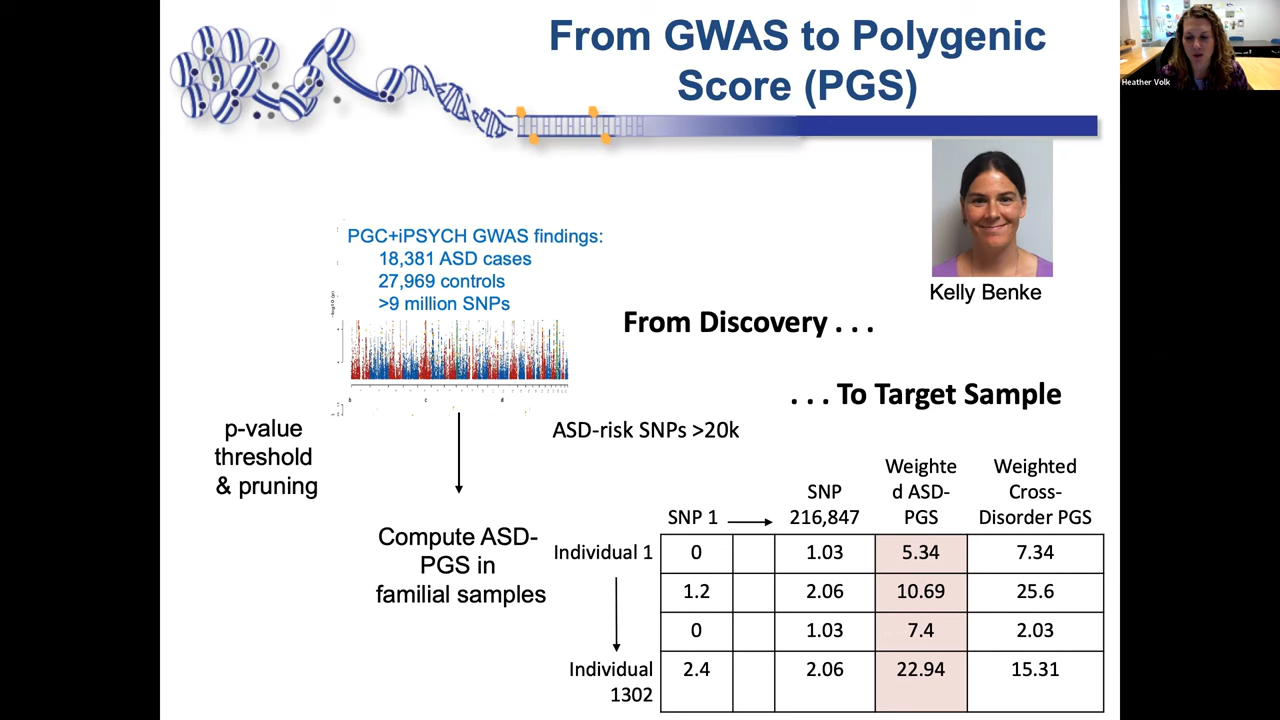 From GWAS to Polygenic
Score (PGS)
Heather Volk
Kelly Benke
PGC+iPSYCH GWAS findings:
18,381 ASD cases
27,969 controls
>9 million SNPs
From Discovery . . .
. . . To Target Sample
p-value
threshold
& pruning
ASD-risk SNPs >20k
Compute ASD-
PGS in
familial samples
SNP 1
SNP
216,847
Weighte
d ASD-
PGS
Weighted
Cross-
Disorder PGS
Individual 1 0 1.03 5.34 7.34
1.2 2.06 10.69 25.6
0 1.03 7.4 2.03
Individual 2.4 2.06 22.94 15.31
1302